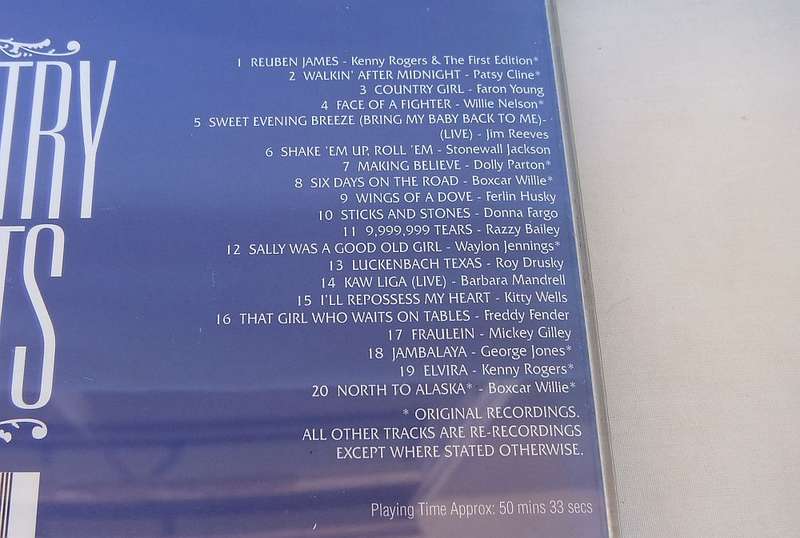 TRY
TS
1 REUBEN JAMES - Kenny Rogers & The First Edition*
2 WALKIN' AFTER MIDNIGHT - Patsy Cline*
3 COUNTRY GIRL - Faron Young
4 FACE OF A FIGHTER - Willie Nelson*
5 SWEET EVENING BREEZE (BRING MY BABY BACK TO ME)-
(LIVE) - Jim Reeves
6 SHAKE 'EM UP, ROLL 'EM - Stonewall Jackson
7 MAKING BELIEVE - Dolly Parton*
8 SIX DAYS ON THE ROAD - Boxcar Willie*
9 WINGS OF A DOVE - Ferlin Husky
10 STICKS AND STONES - Donna Fargo
11 9,999,999 TEARS - Razzy Bailey
12 SALLY WAS A GOOD OLD GIRL - Waylon Jennings*
13 LUCKENBACH TEXAS - Roy Drusky
14 KAW LIGA (LIVE) - Barbara Mandrell
15 I'LL REPOSSESS MY HEART - Kitty Wells
16 THAT GIRL WHO WAITS ON TABLES - Freddy Fender
17 FRAULEIN - Mickey Gilley
18 JAMBALAYA - George Jones*
19 ELVIRA - Kenny Rogers*
20 NORTH TO ALASKA* - Boxcar Willie*
* ORIGINAL RECORDINGS.
ALL OTHER TRACKS ARE RE-RECORDINGS
EXCEPT WHERE STATED OTHERWISE.
Playing Time Approx: 50 mins 33 secs